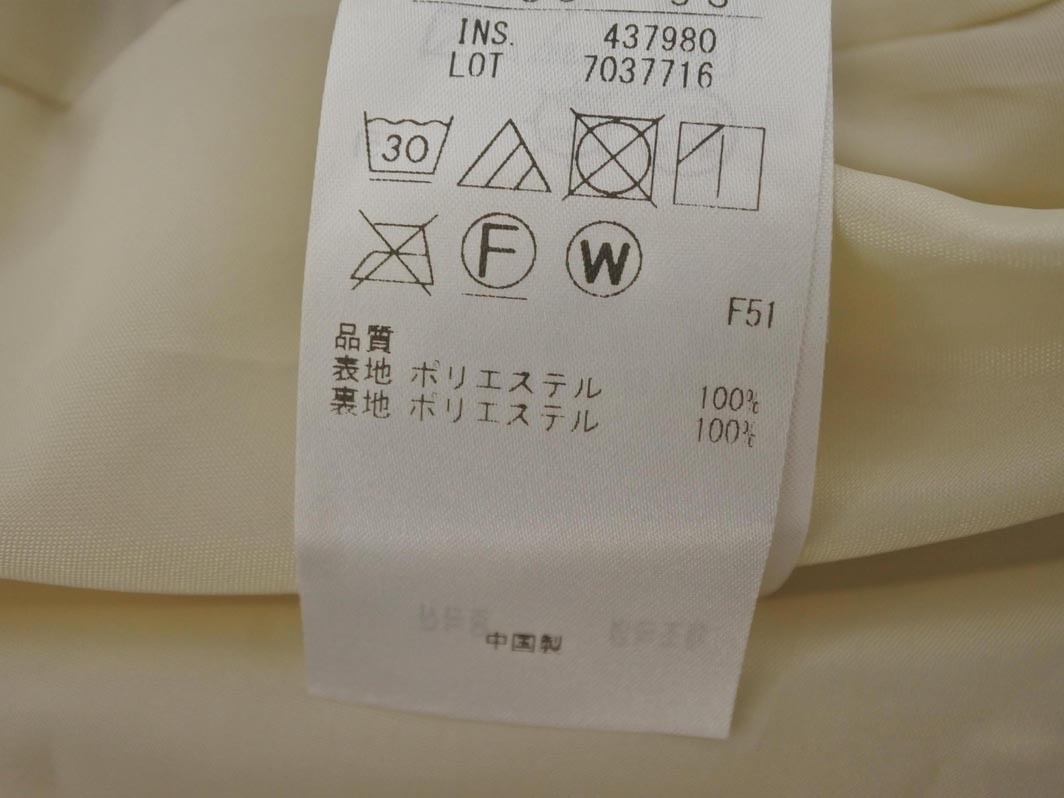 INS. 437980
LOT 7037716
30
F W
F51
品質
表地 ポリエステル 100%
裏地 ポリエステル 100%
中国製